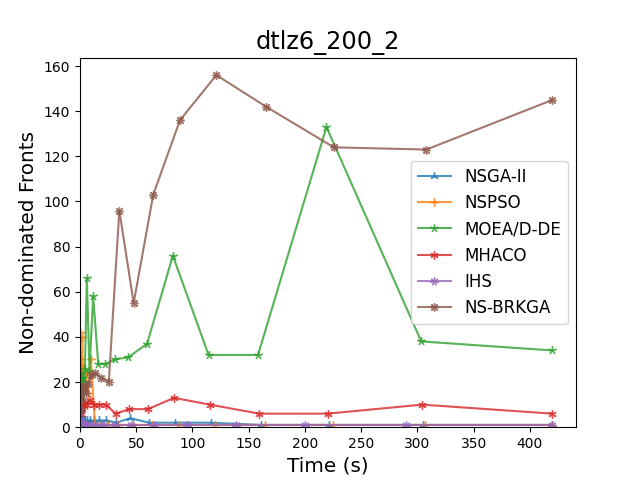 dtlz6_200_2
Non-dominated Fronts
160
140
120
100
80
60
40
20
0
NSGA-II
NSPSO
MOEA/D-DE
MHACO
IHS
NS-BRKGA
0 50 100 150 200 250 300 350 400
Time (s)